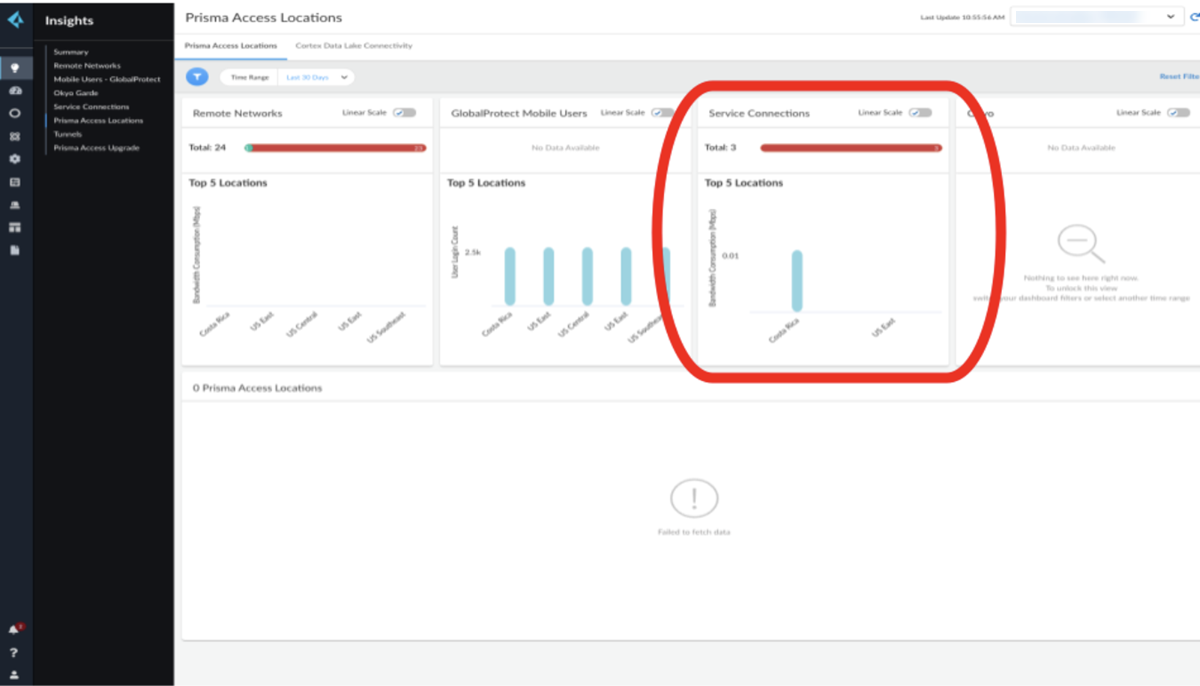 Insights
Summary
Remote Networks
Mobile Users - GlobalProtect
Okyo Garde
Service Connections
Prisma Access Locations
Tunnels
Prisma Access Upgrade
?
Prisma Access Locations
Last Update 10:55:56 AM
Prisma Access Locations
Cortex Data Lake Connectivity
Time Range
Last 30 Days
Reset Filte
Remote Networks
Linear Scale
Total: 24
23
Top 5 Locations
Bandwidth Consumption (Mbps)
Costa Rica
US East
US Central
US East
US Southeast
GlobalProtect Mobile Users
Linear Scale
No Data Available
Top 5 Locations
User Login Count
2.5k
Costa Rica
US East
US Central
US East
US Southeas
Service Connections
Linear Scale
Total: 3
3
Top 5 Locations
Bandwidth Consumption (Mbps)
0.01
Costa Rica
US East
Linear Scale
No Data Available
Nothing to see here right now.
To unlock this view
your dashboard filters or select another time range
0 Prisma Access Locations
!
Failed to fetch data